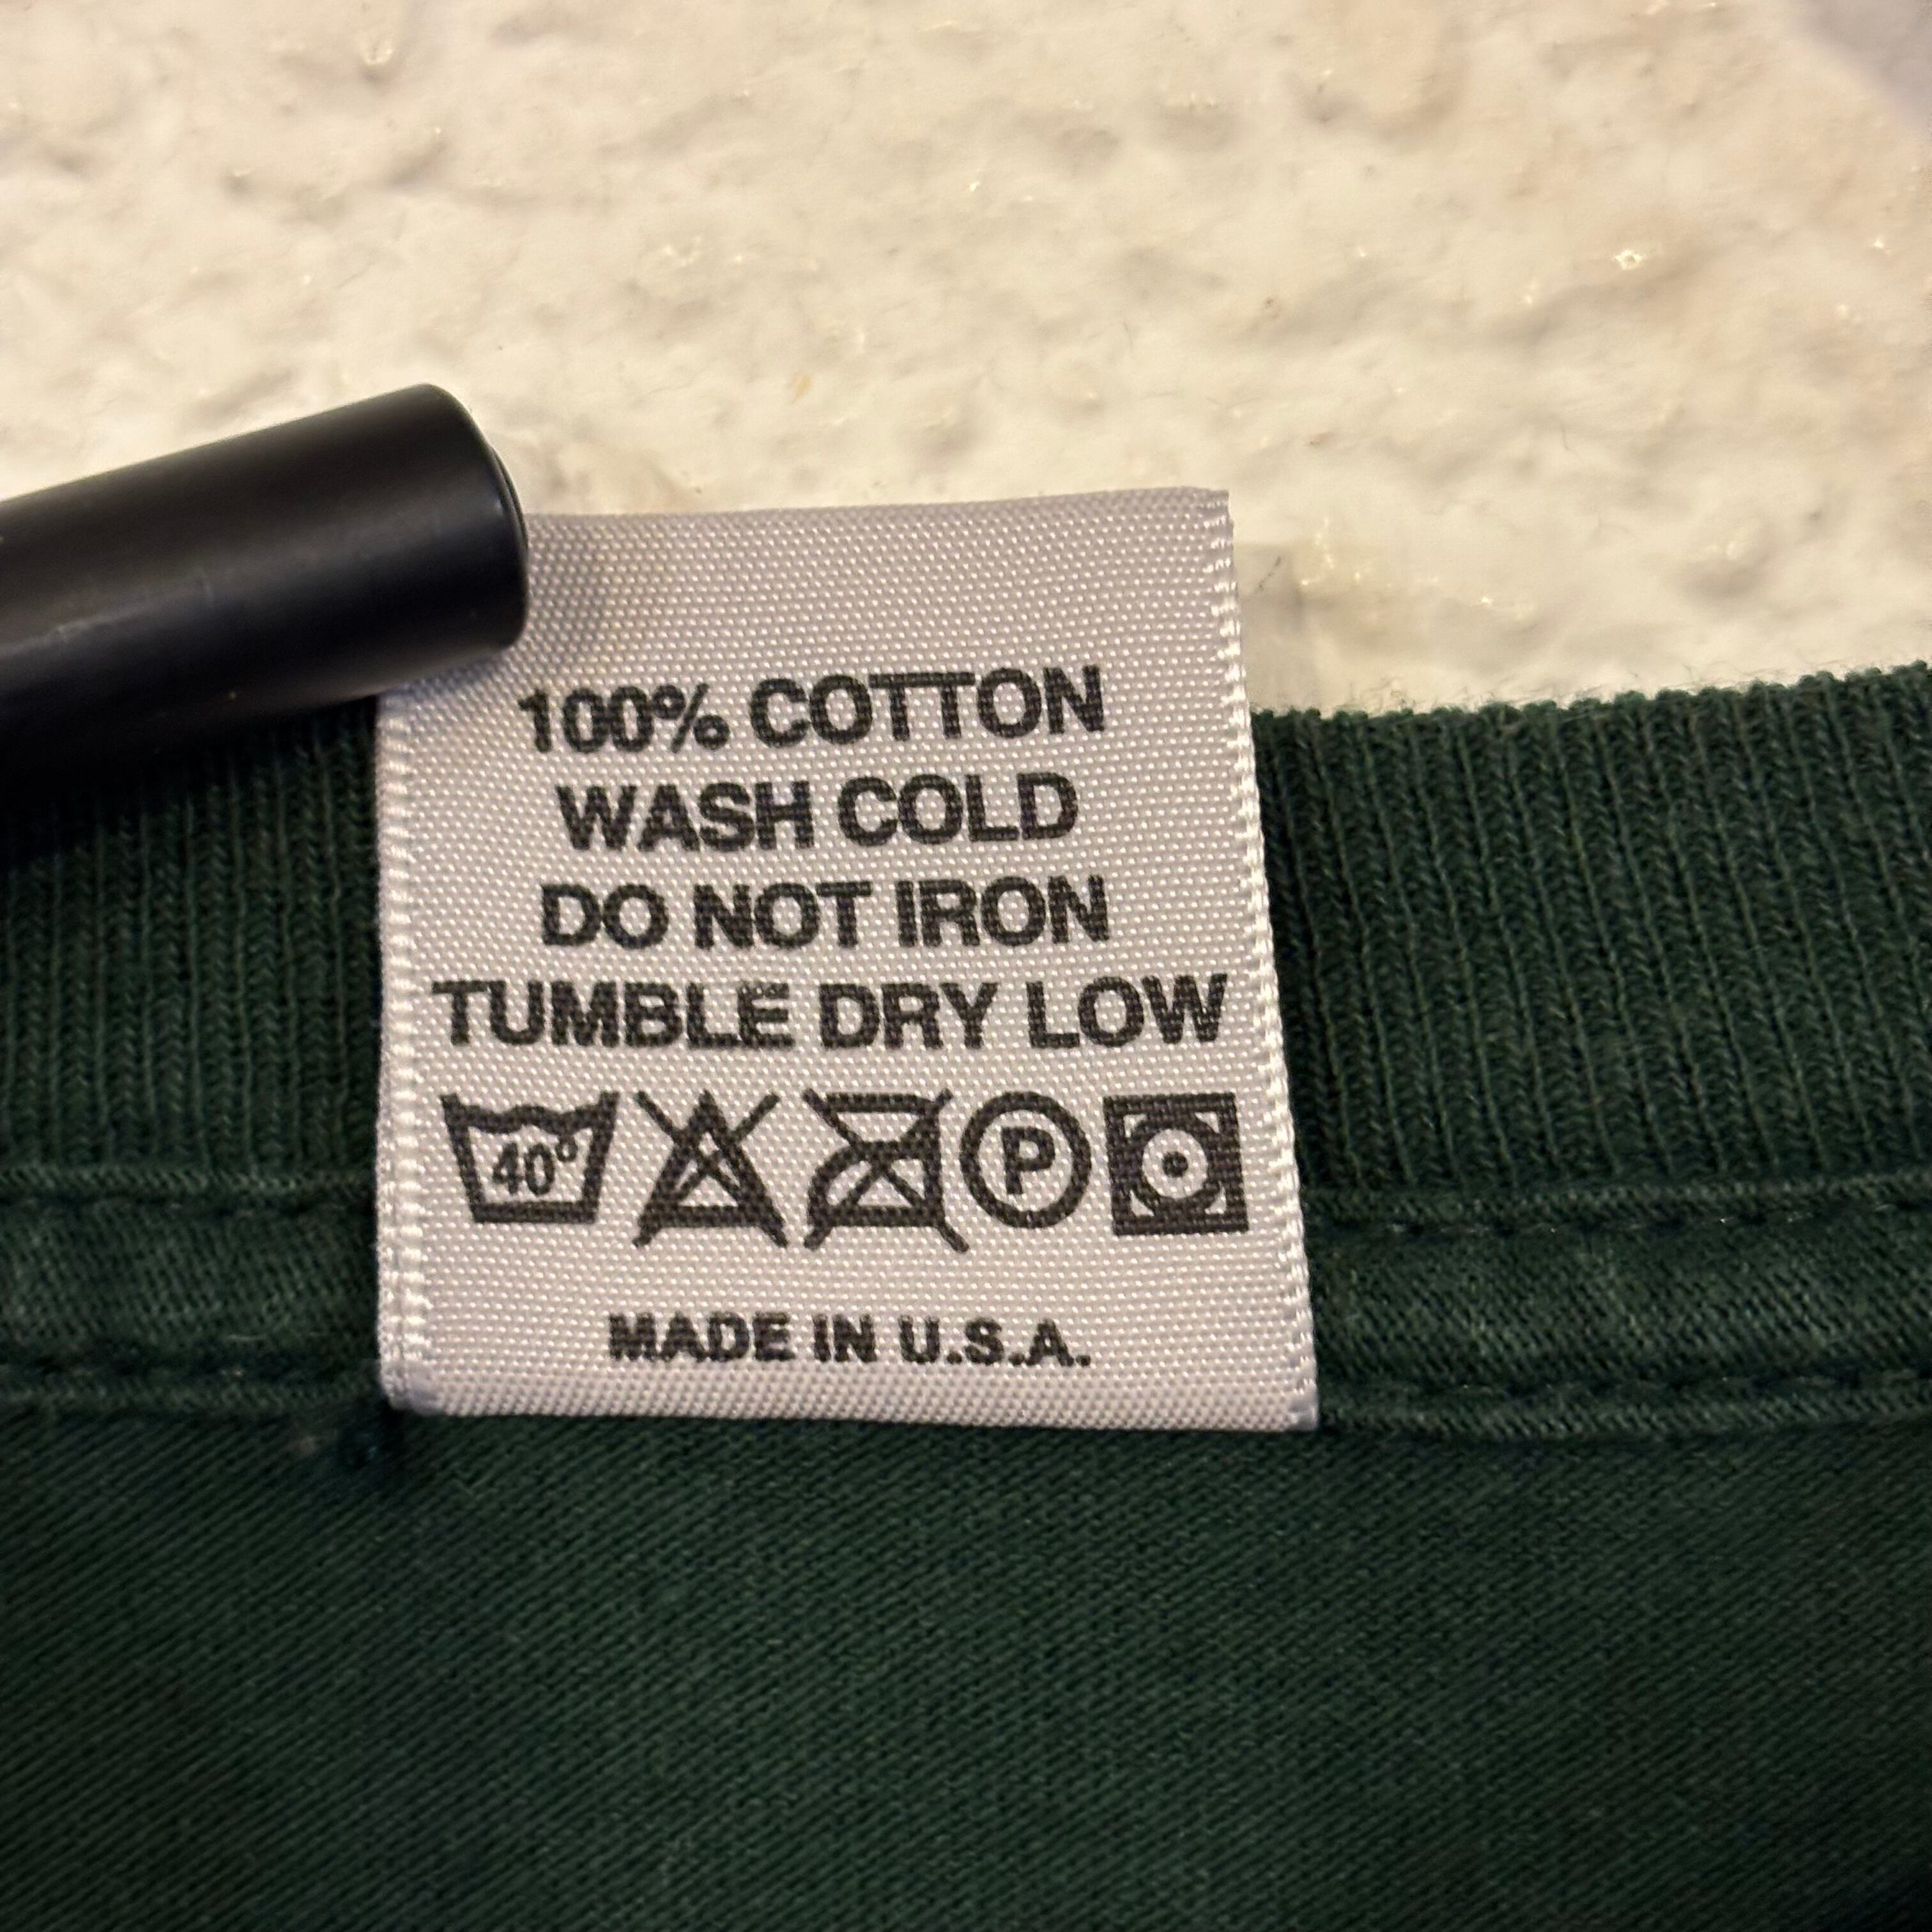 100% COTTON
WASH COLD
DO NOT IRON
TUMBLE DRY LOW
40° P
MADE IN U.S.A.